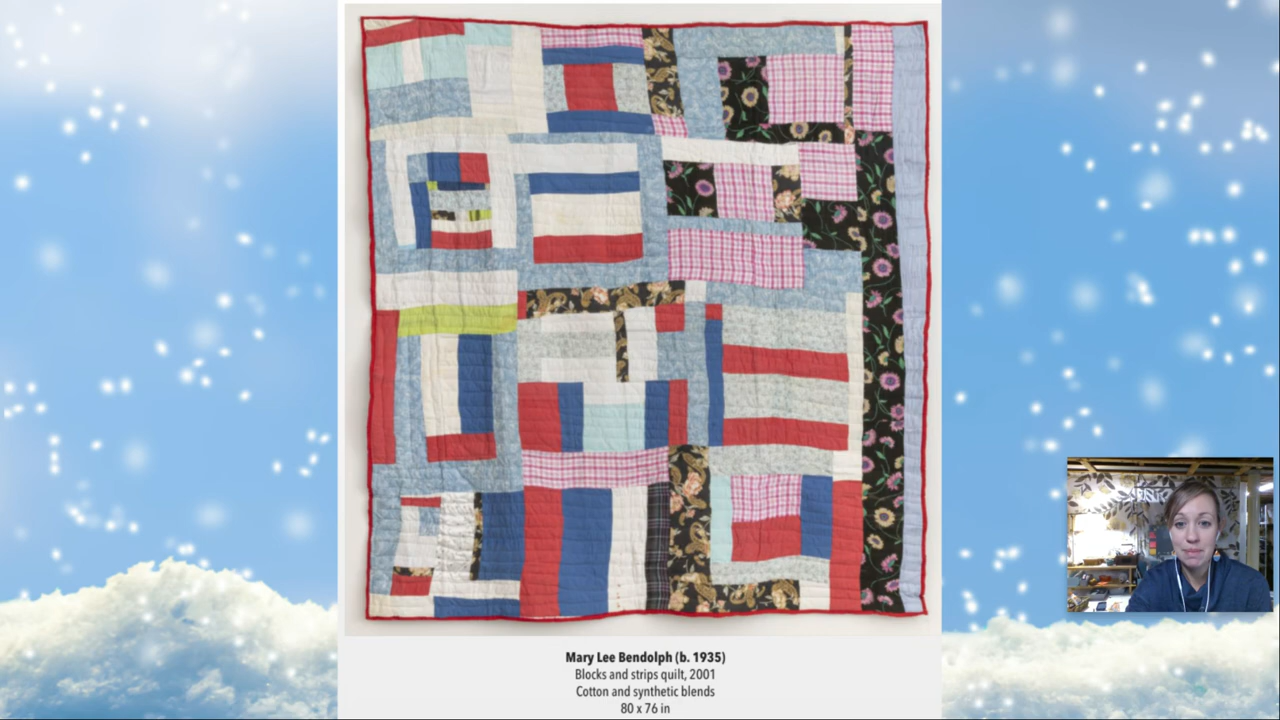 Mary Lee Bendolph (b. 1935)
Blocks and strips quilt, 2001
Cotton and synthetic blends
80 x 76 in